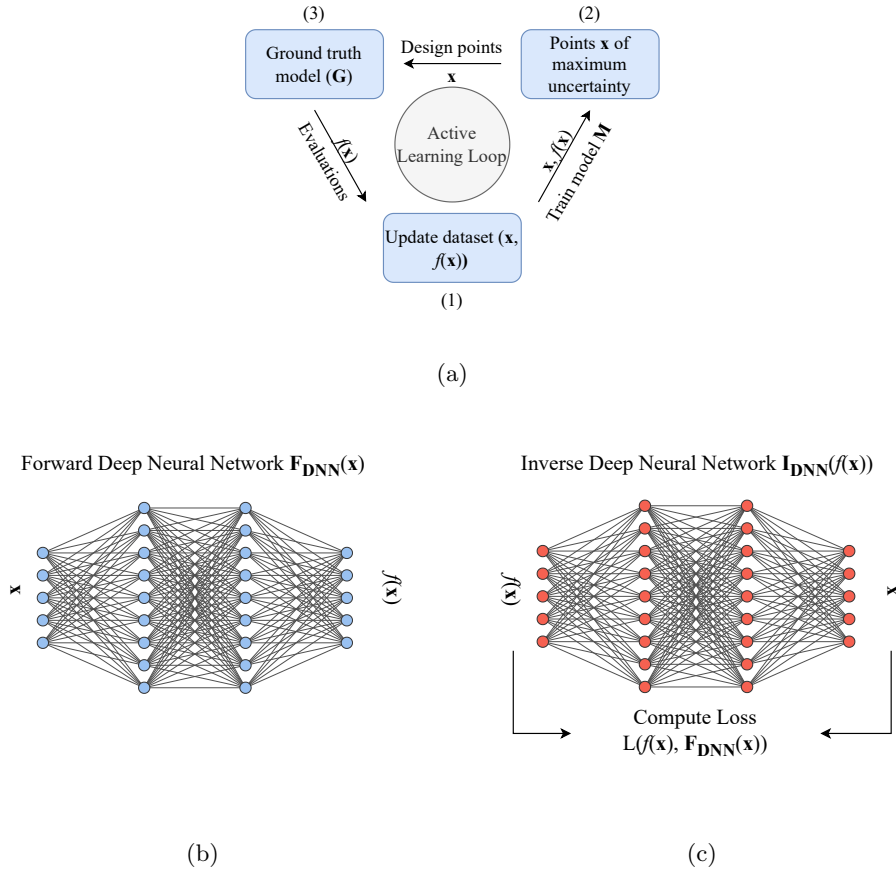 (3)
(2)
Ground truth
model (G)
Design points
x
Points x of
maximum
uncertainty
Active
Learning Loop
f(x)
Evaluations
x, f(x)
Train model M
Update dataset (x,
f(x))
(1)
(a)
Forward Deep Neural Network F_DNN(x)
x
f(x)
(b)
Inverse Deep Neural Network I_DNN(f(x))
f(x)
x
Compute Loss
L(f(x), F_DNN(x))
(c)